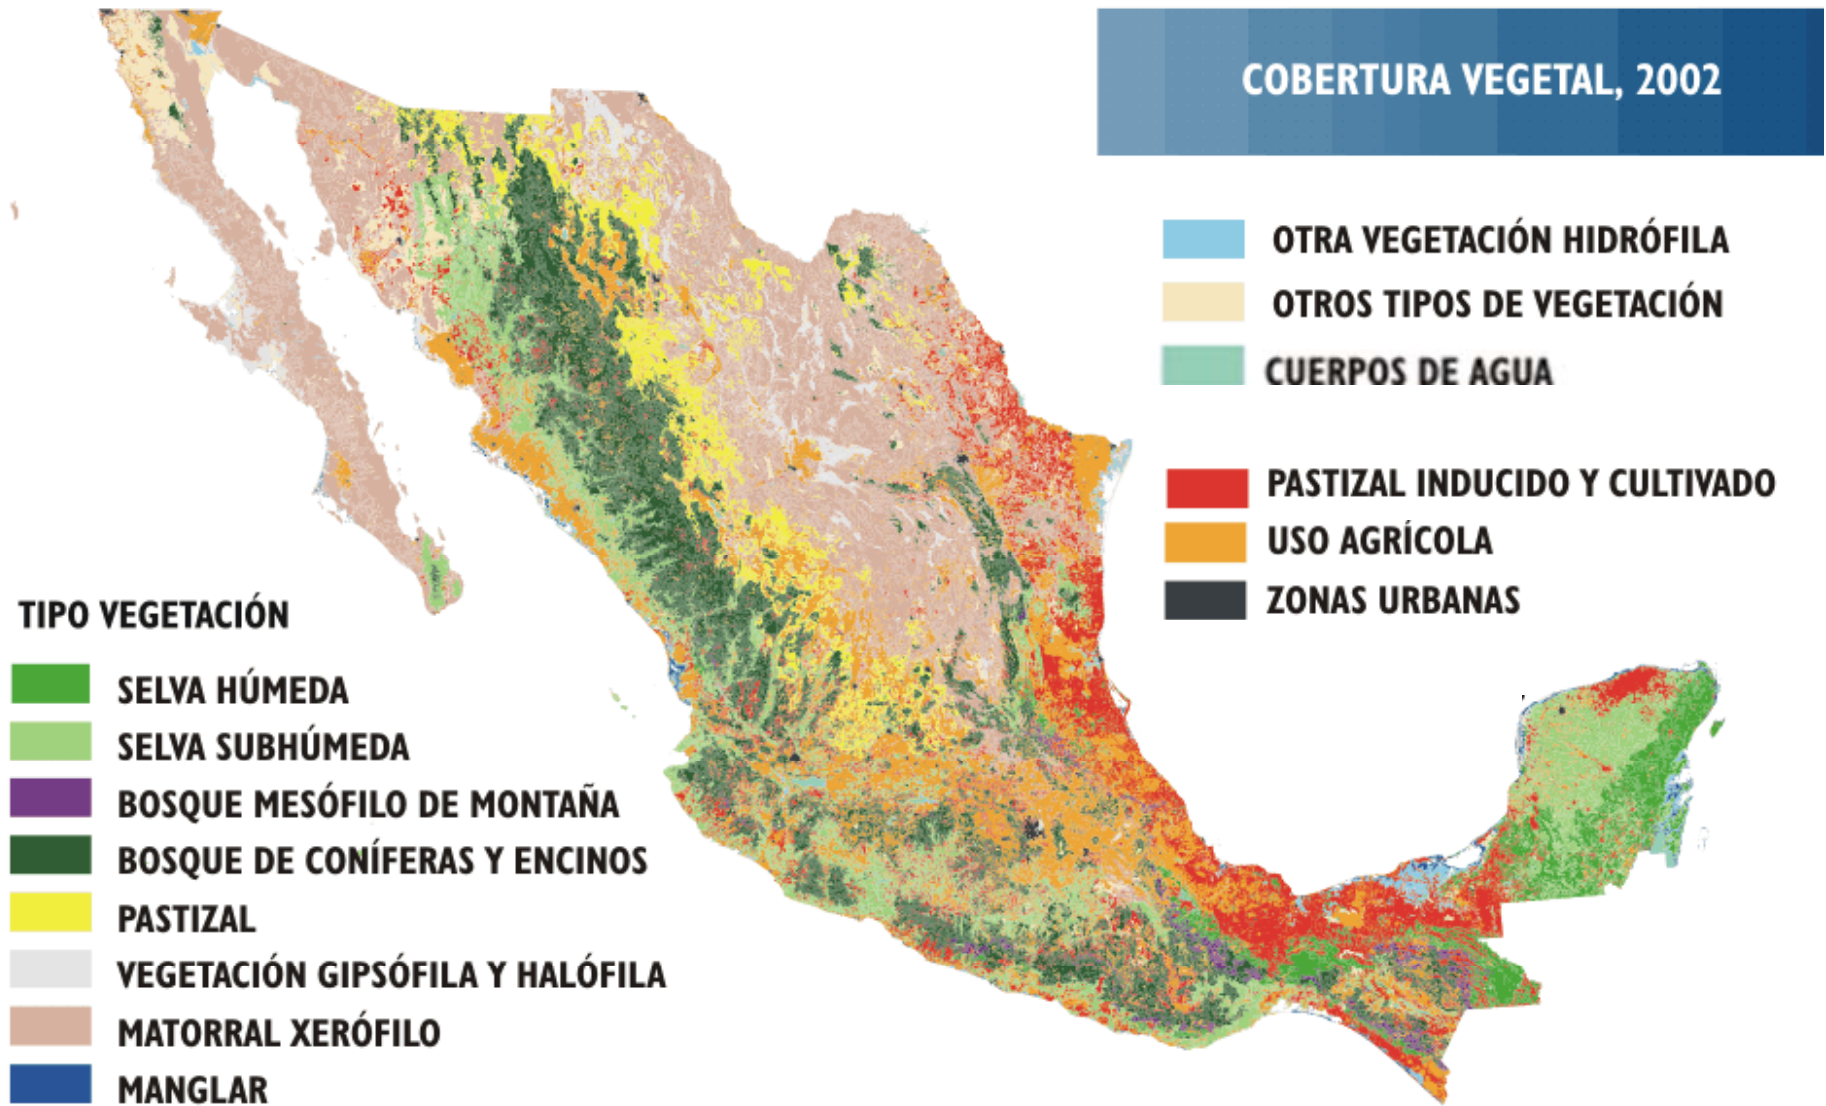 COBERTURA VEGETAL, 2002
OTRA VEGETACIÓN HIDRÓFILA
OTROS TIPOS DE VEGETACIÓN
CUERPOS DE AGUA
PASTIZAL INDUCIDO Y CULTIVADO
USO AGRÍCOLA
ZONAS URBANAS
TIPO VEGETACIÓN
SELVA HÚMEDA
SELVA SUBHÚMEDA
BOSQUE MESÓFILO DE MONTAÑA
BOSQUE DE CONÍFERAS Y ENCINOS
PASTIZAL
VEGETACIÓN GIPSÓFILA Y HALÓFILA
MATORRAL XERÓFILO
MANGLAR